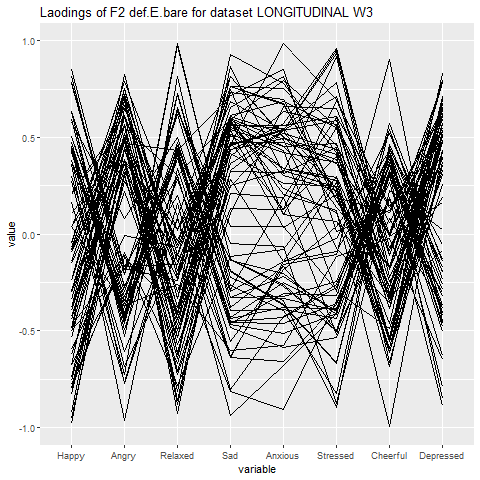 Laodings of F2 def.E.bare for dataset LONGITUDINAL W3
1.0
0.5
0.0
-0.5
-1.0
value
Happy Angry Relaxed Sad Anxious Stressed Cheerful Depressed
variable